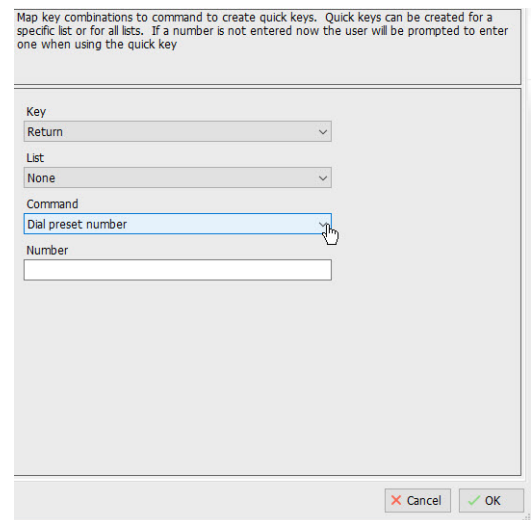 Map key combinations to command to create quick keys. Quick keys can be created for a
specific list or for all lists. If a number is not entered now the user will be prompted to enter
one when using the quick key
Key
Return
List
None
Command
Dial preset number
Number
Cancel
OK